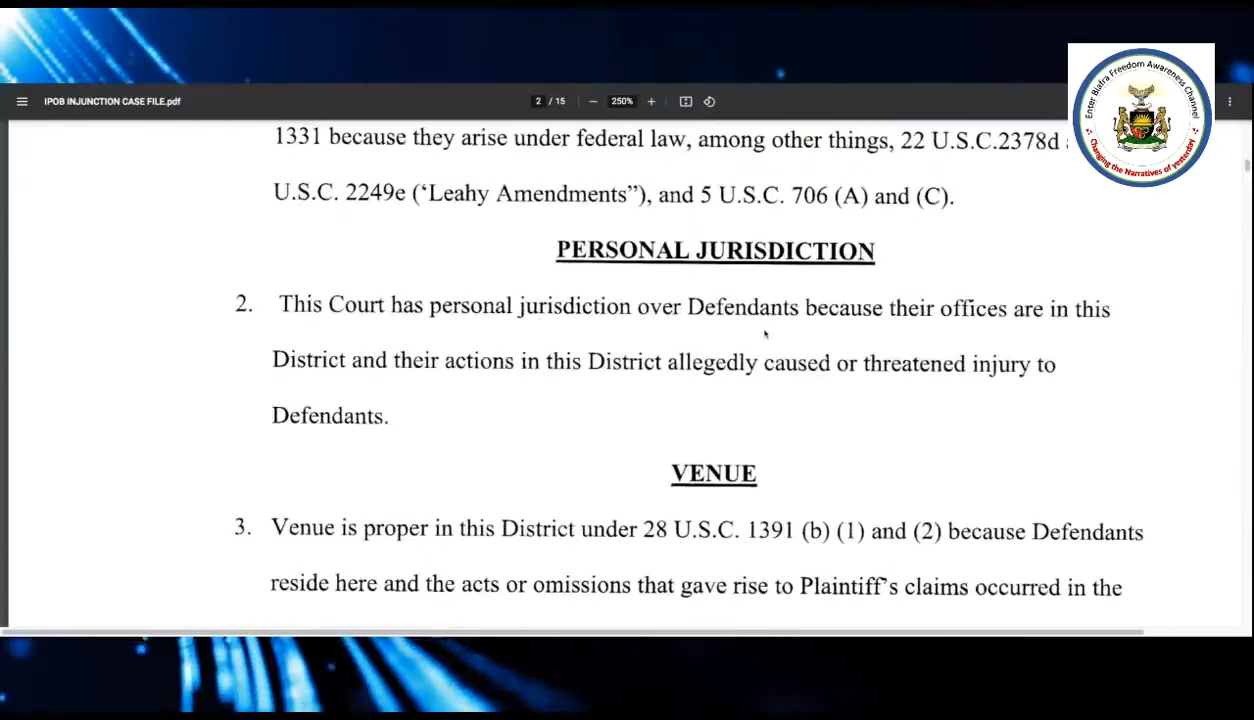 IPOB INJUNCTION CASE FILE.pdf
2 / 15
250%
Enter Biafra Freedom Awareness Channel
Changing the Narratives of yesterday
1331 because they arise under federal law, among other things, 22 U.S.C.2378d
U.S.C. 2249e (‘Leahy Amendments”), and 5 U.S.C. 706 (A) and (C).
PERSONAL JURISDICTION
2. This Court has personal jurisdiction over Defendants because their offices are in this
District and their actions in this District allegedly caused or threatened injury to
Defendants.
VENUE
3. Venue is proper in this District under 28 U.S.C. 1391 (b) (1) and (2) because Defendants
reside here and the acts or omissions that gave rise to Plaintiff’s claims occurred in the